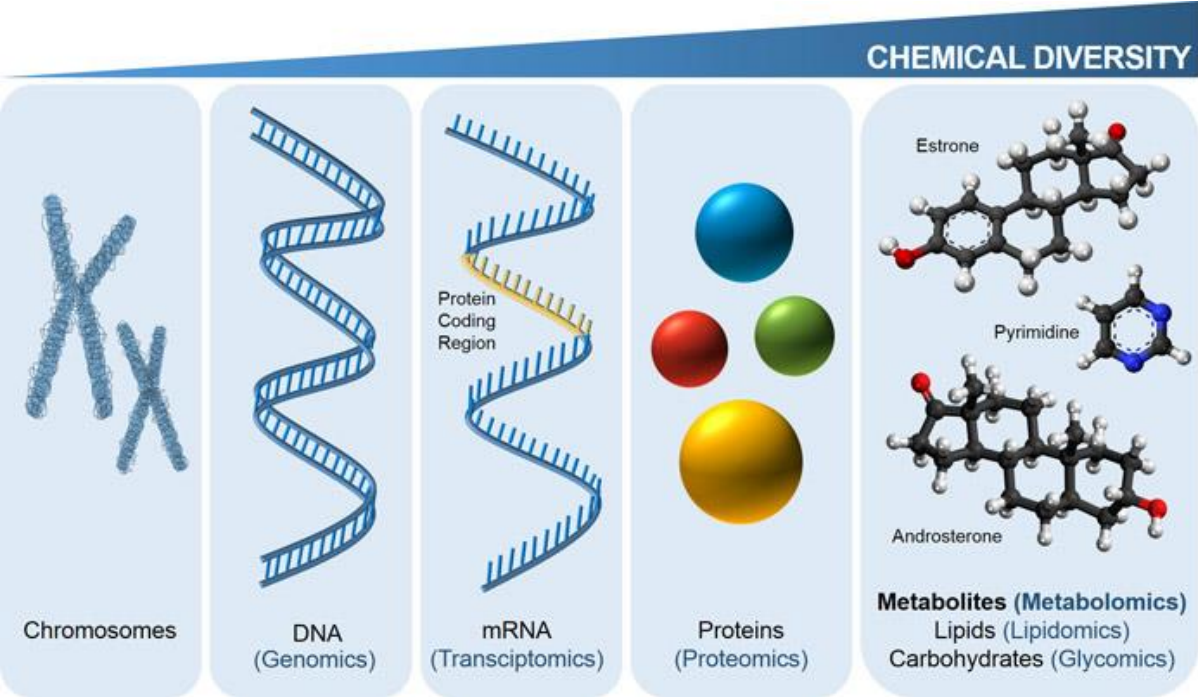 CHEMICAL DIVERSITY
Chromosomes
DNA
(Genomics)
Protein
Coding
Region
mRNA
(Transciptomics)
Proteins
(Proteomics)
Estrone
Pyrimidine
Androsterone
Metabolites (Metabolomics)
Lipids (Lipidomics)
Carbohydrates (Glycomics)